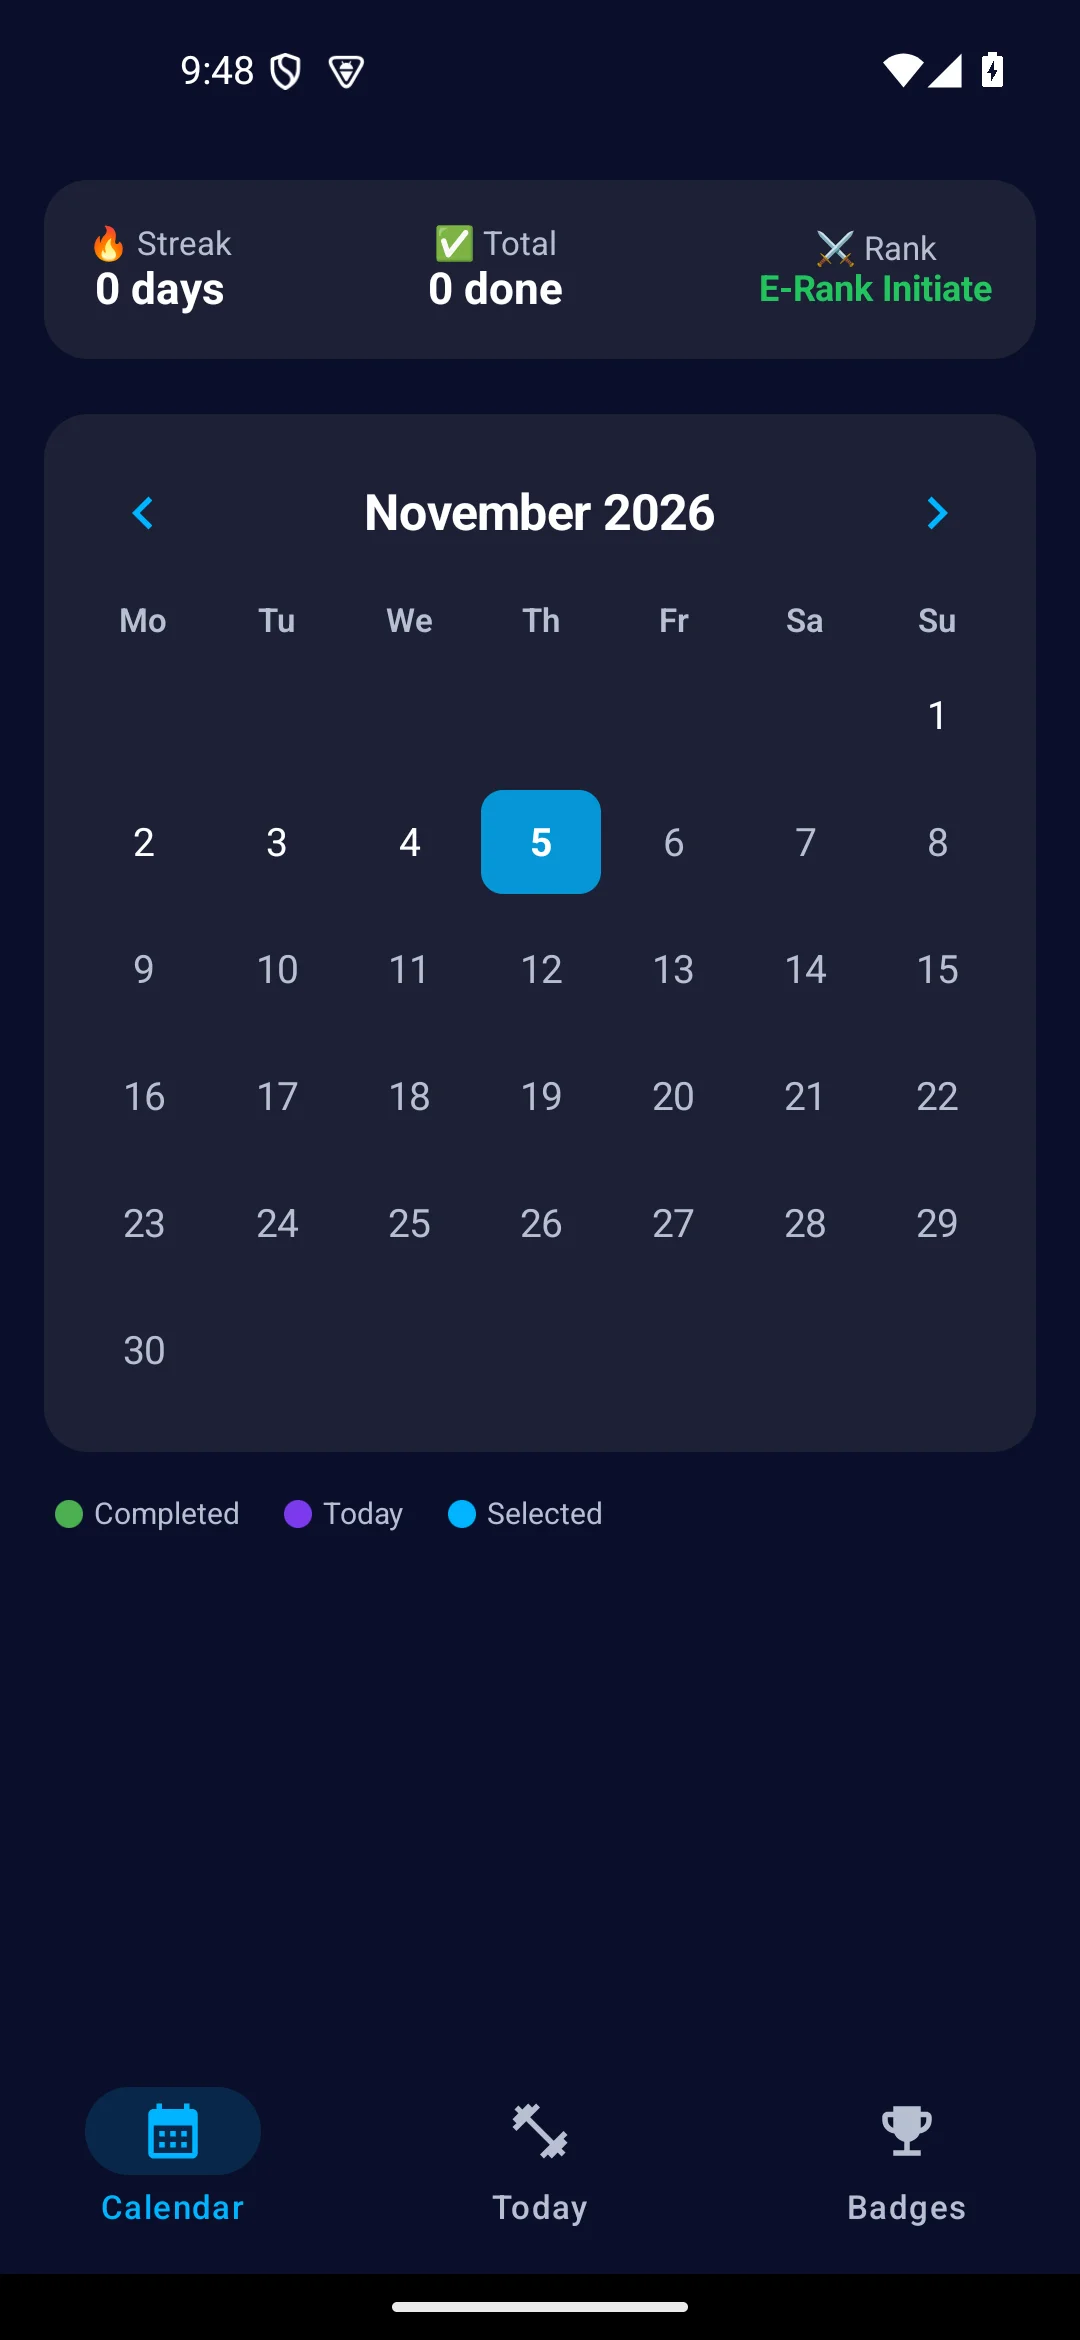 9:48
🔥 Streak ✅ Total ⚔️ Rank
0 days 0 done E-Rank Initiate
November 2026
Mo Tu We Th Fr Sa Su
1
2 3 4 5 6 7 8
9 10 11 12 13 14 15
16 17 18 19 20 21 22
23 24 25 26 27 28 29
30
Completed Today Selected
Calendar Today Badges